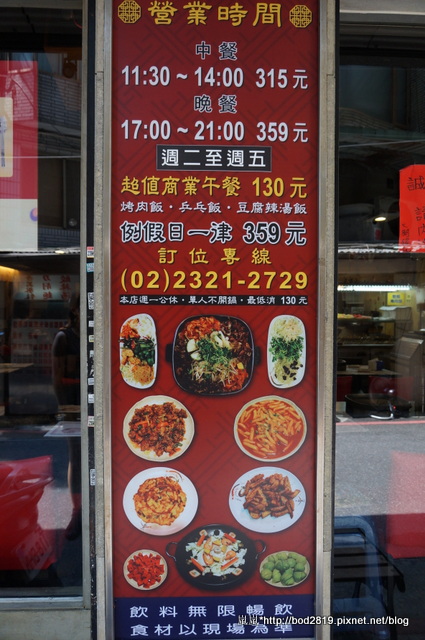 營業時間
中餐
11:30～14:00 315元
晚餐
17:00～21:00 359元
週二至週五
超值商業午餐 130元
烤肉飯・乒乓飯・豆腐辣湯飯
例假日一津 359元
訂位專線
(02)2321-2729
本店週一公休・單人不開鍋・最低消 130元
誠
飲料無限暢飲
食材以現場為準
嵐嵐*http://bod2819.pixnet.net/blog